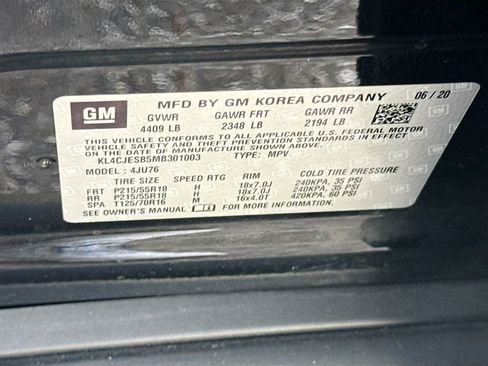 GM
MFD BY GM KOREA COMPANY 06/20
GVWR GAWR FRT GAWR RR
4409 LB 2348 LB 2194 LB
THIS VEHICLE CONFORMS TO ALL APPLICABLE U.S. FEDERAL MOTOR
VEHICLE SAFETY, BUMPER, AND THEFT PREVENTION STANDARDS IN EFFECT
ON THE DATE OF MANUFACTURE SHOWN ABOVE.
KL4CJESB5MB301003 TYPE: MPV
MODEL: 4JU76
TIRE SIZE SPEED RTG RIM COLD TIRE PRESSURE
FRT P215/55R18 H 18x7.0J 240KPA, 35 PSI
RR P215/55R18 H 18x7.0J 240KPA, 35 PSI
SPA T125/70R16 M 16x4.0T 420KPA, 60 PSI
SEE OWNER'S MANUAL FOR MORE INFORMATION